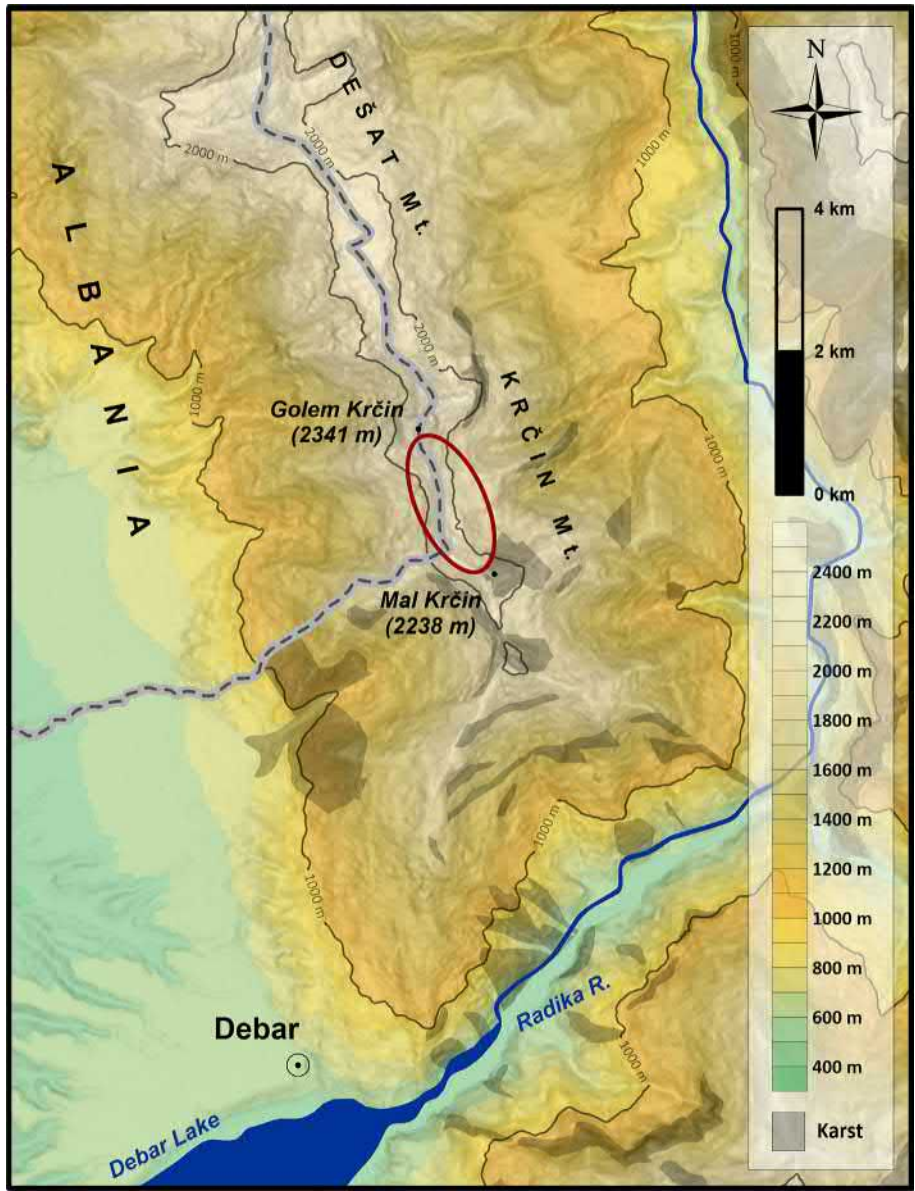 DEŠAT Mt.
2000 m
2000 m
1000 m
1000 m
N
ALBANIA
4 km
2 km
0 km
2000 m
1000 m
KRČIN Mt.
Golem Krčin
(2341 m)
1000 m
Mal Krčin
(2238 m)
2400 m
2200 m
2000 m
1800 m
1600 m
1400 m
1200 m
1000 m
800 m
600 m
400 m
Karst
1000 m
1000 m
Radika R.
Debar
1000 m
Debar Lake